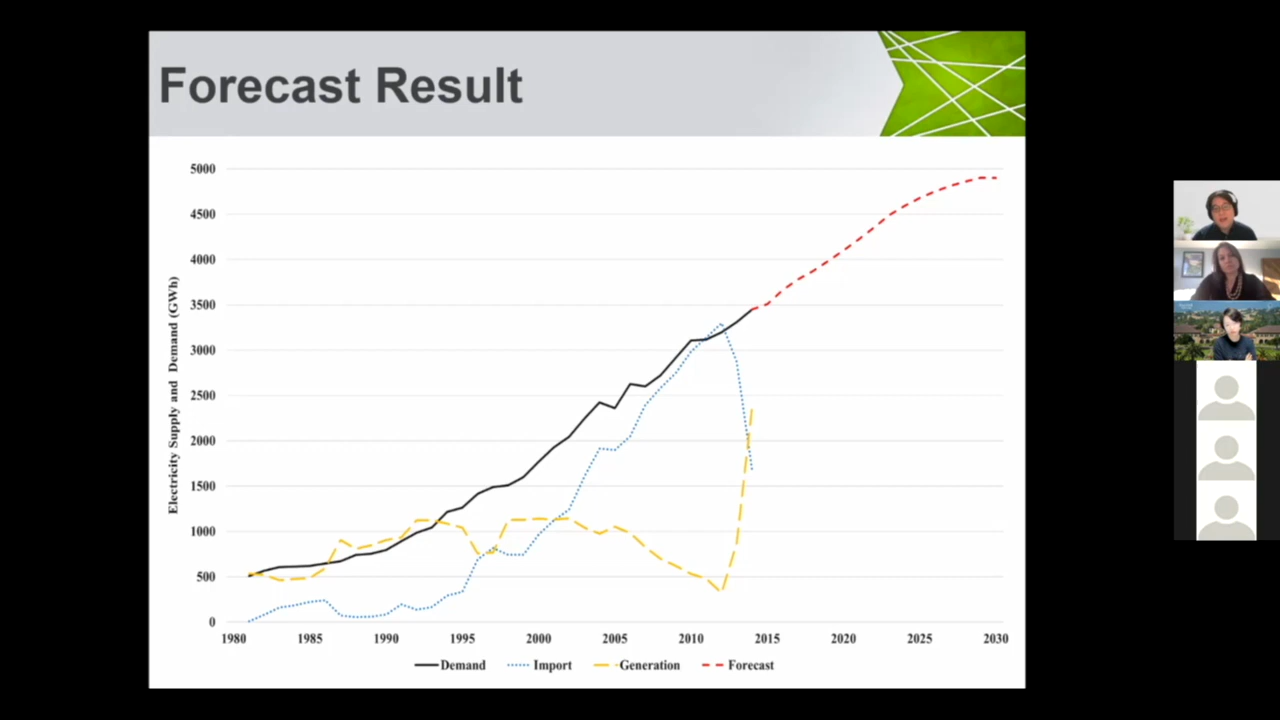 Forecast Result
Electricity Supply and Demand (GWh)
5000
4500
4000
3500
3000
2500
2000
1500
1000
500
0
1980 1985 1990 1995 2000 2005 2010 2015 2020 2025 2030
Demand Import Generation Forecast